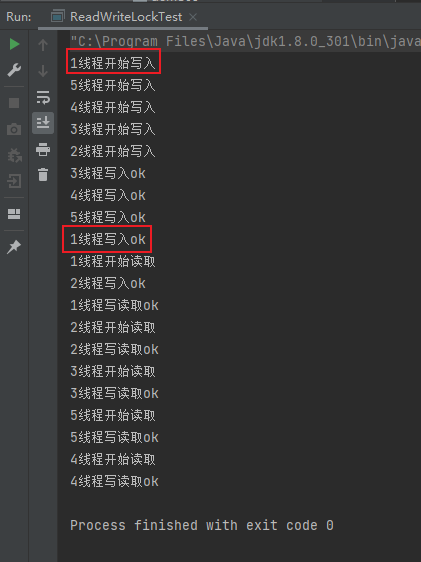 Run: ReadWriteLockTest
"C:\Program Files\Java\jdk1.8.0_301\bin\java
1线程开始写入
5线程开始写入
4线程开始写入
3线程开始写入
2线程开始写入
3线程写入ok
4线程写入ok
5线程写入ok
1线程写入ok
1线程开始读取
2线程写入ok
1线程写读取ok
2线程开始读取
2线程写读取ok
3线程开始读取
3线程写读取ok
5线程开始读取
5线程写读取ok
4线程开始读取
4线程写读取ok
Process finished with exit code 0